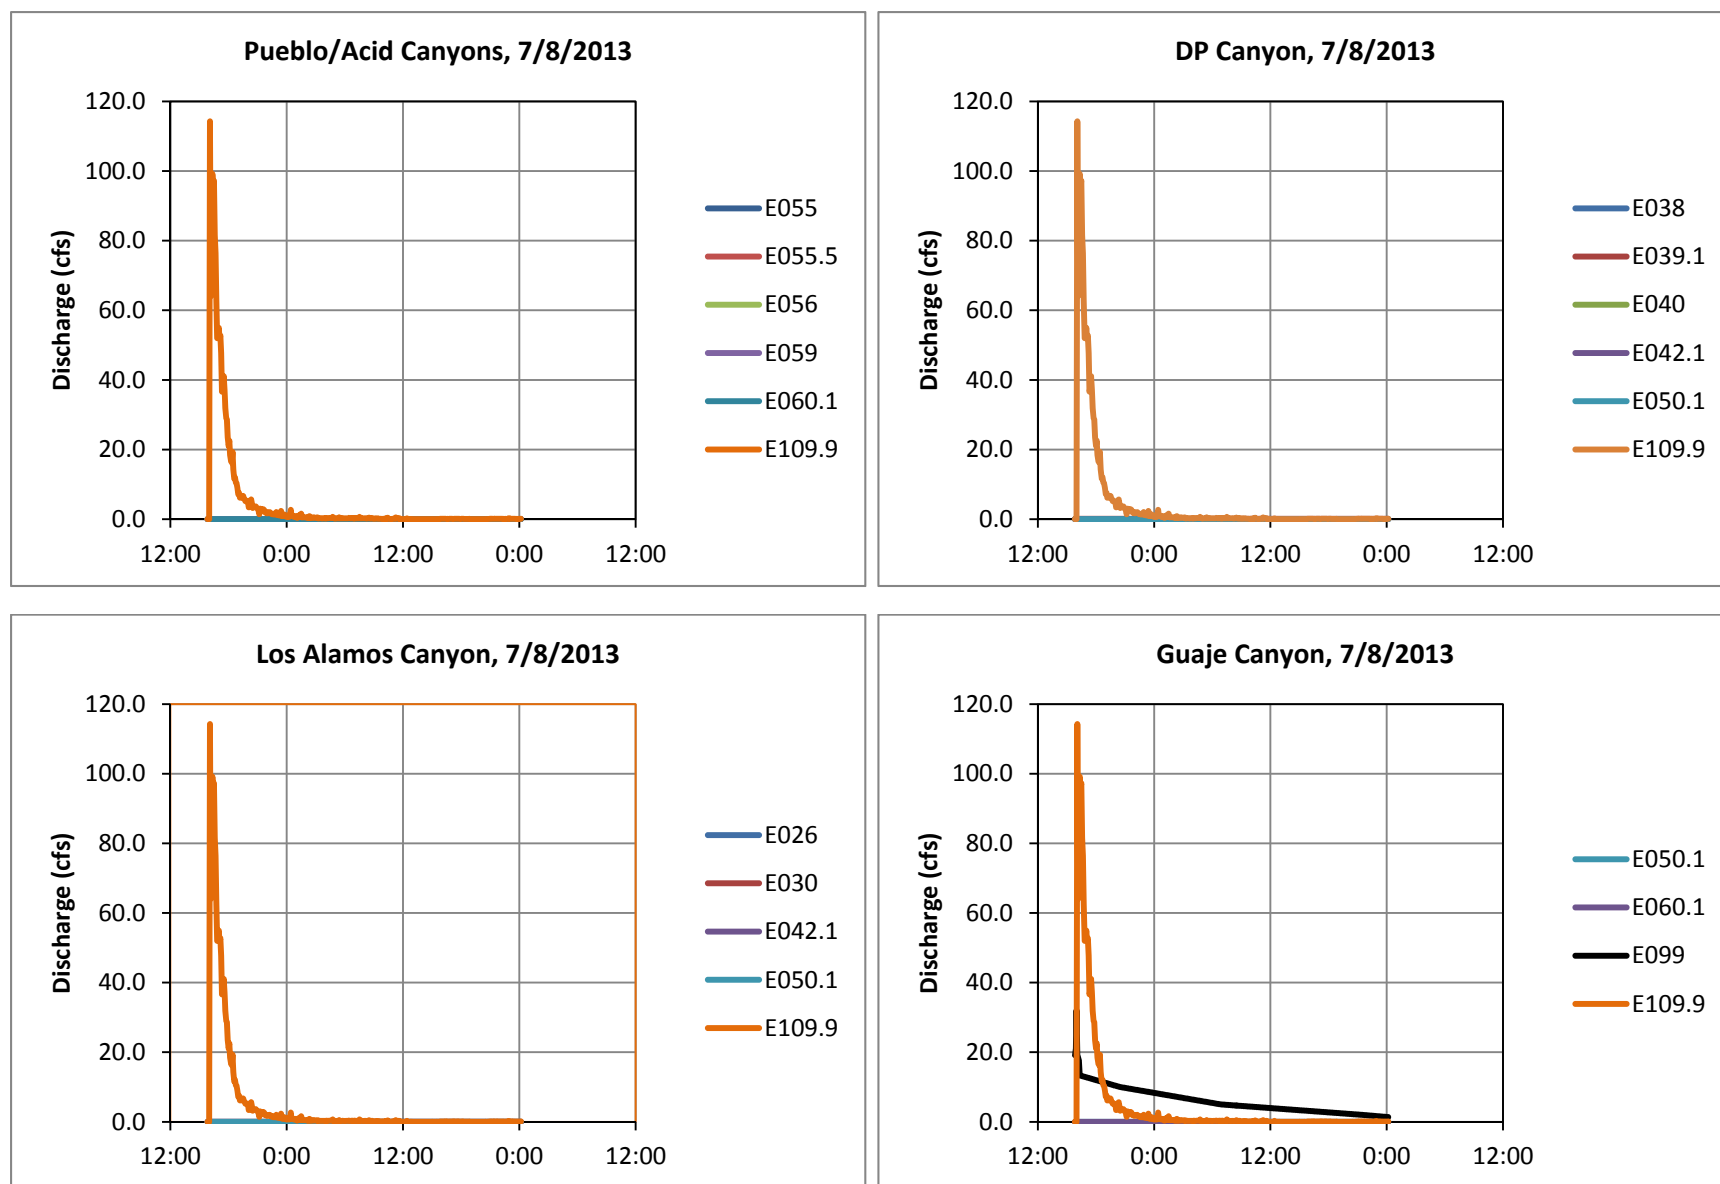 Pueblo/Acid Canyons, 7/8/2013
Discharge (cfs)
120.0
100.0
80.0
60.0
40.0
20.0
0.0
12:00 0:00 12:00 0:00 12:00
E055
E055.5
E056
E059
E060.1
E109.9
DP Canyon, 7/8/2013
Discharge (cfs)
120.0
100.0
80.0
60.0
40.0
20.0
0.0
12:00 0:00 12:00 0:00 12:00
E038
E039.1
E040
E042.1
E050.1
E109.9
Los Alamos Canyon, 7/8/2013
Discharge (cfs)
120.0
100.0
80.0
60.0
40.0
20.0
0.0
12:00 0:00 12:00 0:00 12:00
E026
E030
E042.1
E050.1
E109.9
Guaje Canyon, 7/8/2013
Discharge (cfs)
120.0
100.0
80.0
60.0
40.0
20.0
0.0
12:00 0:00 12:00 0:00 12:00
E050.1
E060.1
E099
E109.9